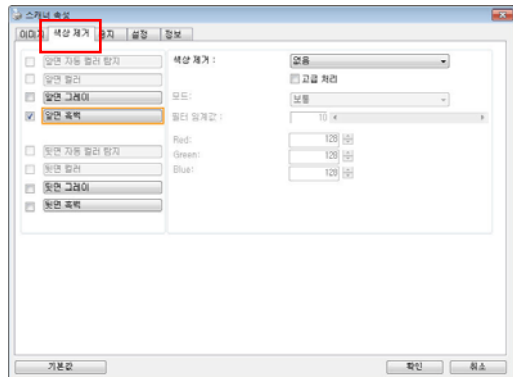 스캐너 속성
이미지 색상 제거 용지 설정 정보
앞면 자동 컬러 탐지
앞면 컬러
앞면 그레이
앞면 흑백
뒷면 자동 컬러 탐지
뒷면 컬러
뒷면 그레이
뒷면 흑백
색상 제거 : 없음
고급 처리
모드: 보통
필터 임계값 : 10
Red: 128
Green: 128
Blue: 128
기본값 확인 취소